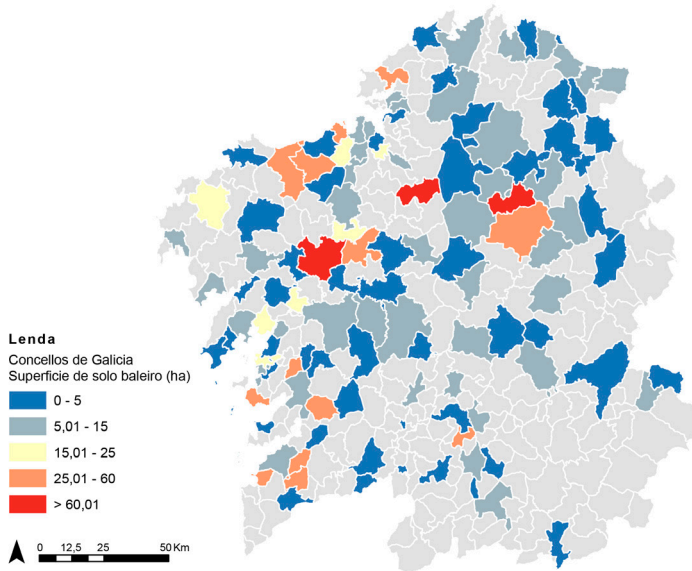 Lenda
Concellos de Galicia
Superficie de solo baleiro (ha)
0 - 5
5,01 - 15
15,01 - 25
25,01 - 60
> 60,01
0 12,5 25 50 Km